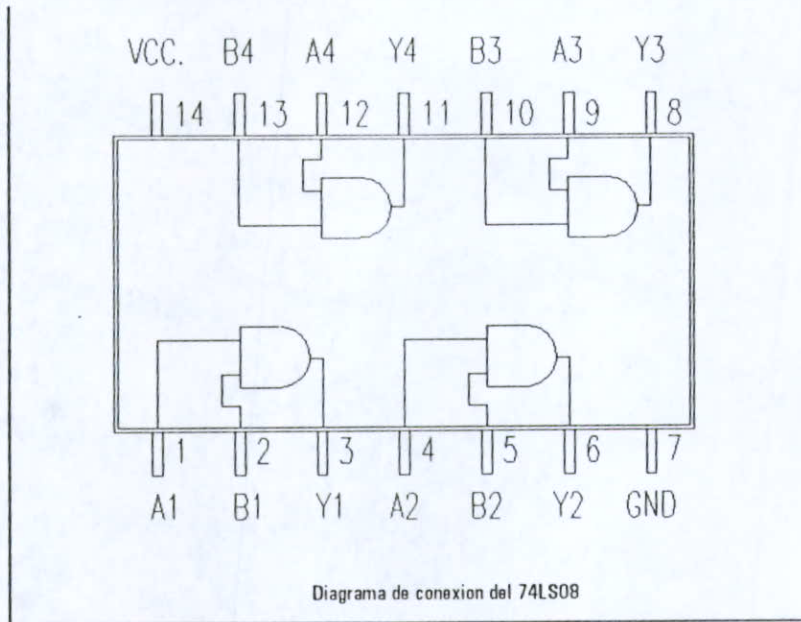 VCC. B4 A4 Y4 B3 A3 Y3
14 13 12 11 10 9 8
1 2 3 4 5 6 7
A1 B1 Y1 A2 B2 Y2 GND
Diagrama de conexion del 74LS08